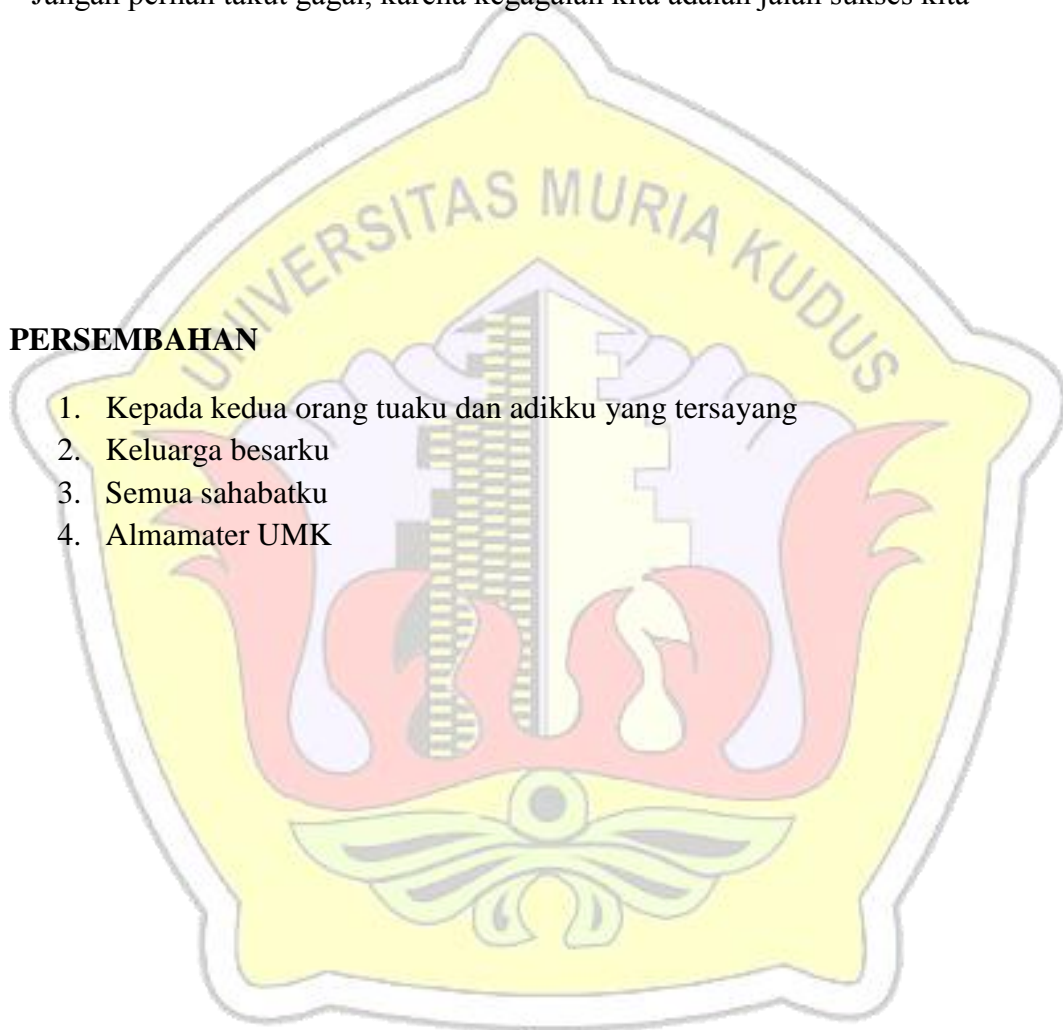 Jangan pernah takut gagal, karena kegagalan kita adalah jalan sukses kita
UNIVERSITAS MURIA KUDUS
PERSEMBAHAN
1. Kepada kedua orang tuaku dan adikku yang tersayang
2. Keluarga besarku
3. Semua sahabatku
4. Almamater UMK